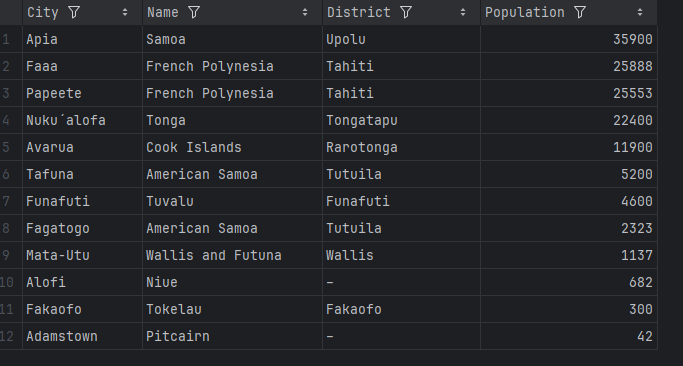 City Name District Population
1 Apia Samoa Upolu 35900
2 Faaa French Polynesia Tahiti 25888
3 Papeete French Polynesia Tahiti 25553
4 Nuku´alofa Tonga Tongatapu 22400
5 Avarua Cook Islands Rarotonga 11900
6 Tafuna American Samoa Tutuila 5200
7 Funafuti Tuvalu Funafuti 4600
8 Fagatogo American Samoa Tutuila 2323
9 Mata-Utu Wallis and Futuna Wallis 1137
10 Alofi Niue – 682
11 Fakaofo Tokelau Fakaofo 300
12 Adamstown Pitcairn – 42